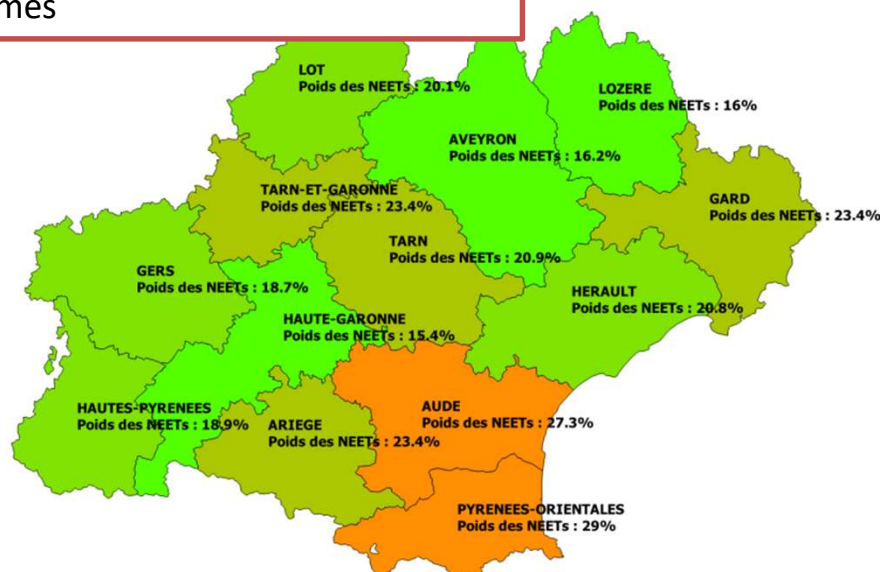 mes
LOT
Poids des NEETs : 20.1%
LOZERE
Poids des NEETs : 16%
AVEYRON
Poids des NEETs : 16.2%
TARN-ET-GARONNE
Poids des NEETs : 23.4%
GARD
Poids des NEETs : 23.4%
TARN
Poids des NEETs : 20.9%
GERS
Poids des NEETs : 18.7%
HERAULT
Poids des NEETs : 20.8%
HAUTE-GARONNE
Poids des NEETs : 15.4%
HAUTES-PYRENEES
Poids des NEETs : 18.9%
AUDE
Poids des NEETs : 27.3%
ARIEGE
Poids des NEETs : 23.4%
PYRENEES-ORIENTALES
Poids des NEETs : 29%